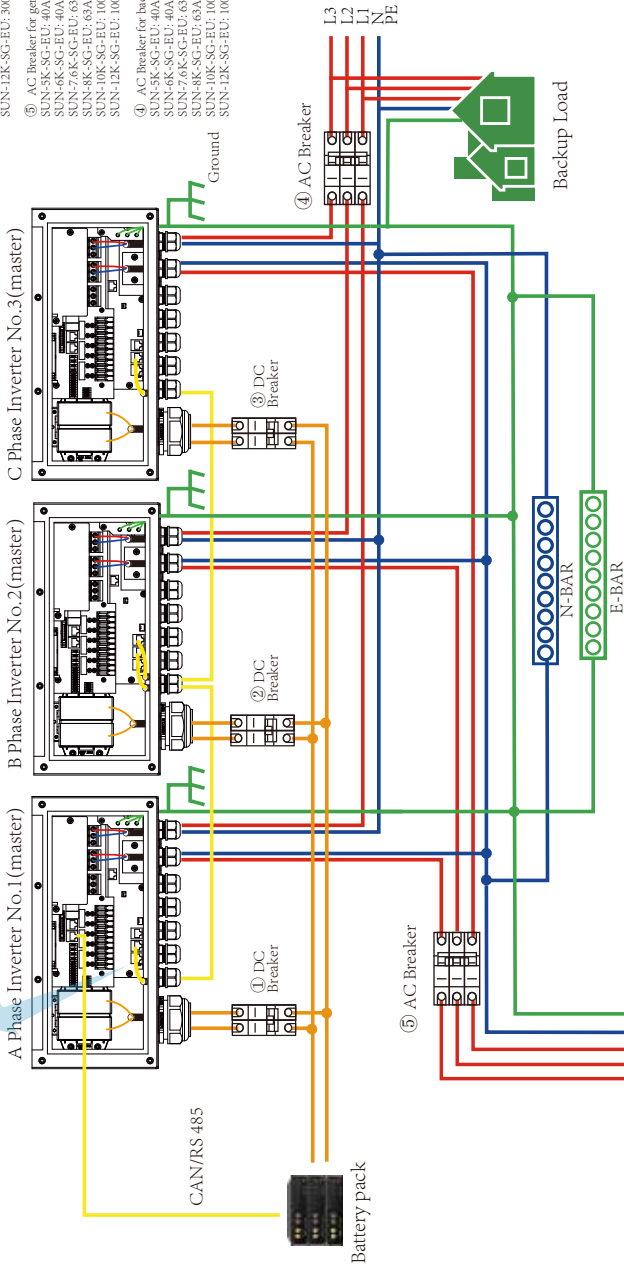 SUN-12K-SG-EU: 300
⑤ AC Breaker for gen
SUN-5K-SG-EU: 40A
SUN-6K-SG-EU: 40A
SUN-7.6K-SG-EU: 63
SUN-8K-SG-EU: 63A
SUN-10K-SG-EU: 100
SUN-12K-SG-EU: 100
④ AC Breaker for bac
SUN-5K-SG-EU: 40A
SUN-6K-SG-EU: 40A
SUN-7.6K-SG-EU: 63
SUN-8K-SG-EU: 63A
SUN-10K-SG-EU: 100
SUN-12K-SG-EU: 100
A Phase Inverter No.1(master)
B Phase Inverter No.2(master)
C Phase Inverter No.3(master)
Ground
CAN/RS 485
① DC
Breaker
② DC
Breaker
③ DC
Breaker
④ AC Breaker
L3
L2
L1
N
PE
Battery pack
⑤ AC Breaker
Backup Load
N-BAR
E-BAR